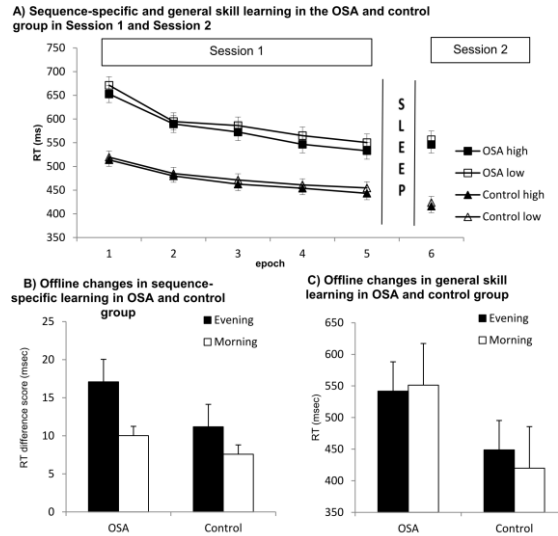 A) Sequence-specific and general skill learning in the OSA and control
group in Session 1 and Session 2
Session 1
Session 2
RT (ms)
750
700
650
600
550
500
450
400
350
1 2 3 4 5 6
epoch
S
L
E
E
P
OSA high
OSA low
Control high
Control low
B) Offline changes in sequence-
specific learning in OSA and control
group
Evening
Morning
RT difference score (msec)
25
20
15
10
5
0
OSA Control
C) Offline changes in general skill
learning in OSA and control group
Evening
Morning
RT (msec)
650
600
550
500
450
400
350
OSA Control